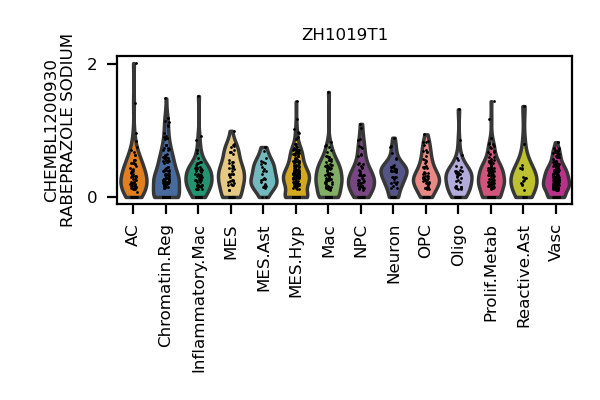 ZH1019T1
CHEMBL1200930
RABEPRAZOLE SODIUM
2
0
AC
Chromatin.Reg
Inflammatory.Mac
MES
MES.Ast
MES.Hyp
Mac
NPC
Neuron
OPC
Oligo
Prolif.Metab
Reactive.Ast
Vasc